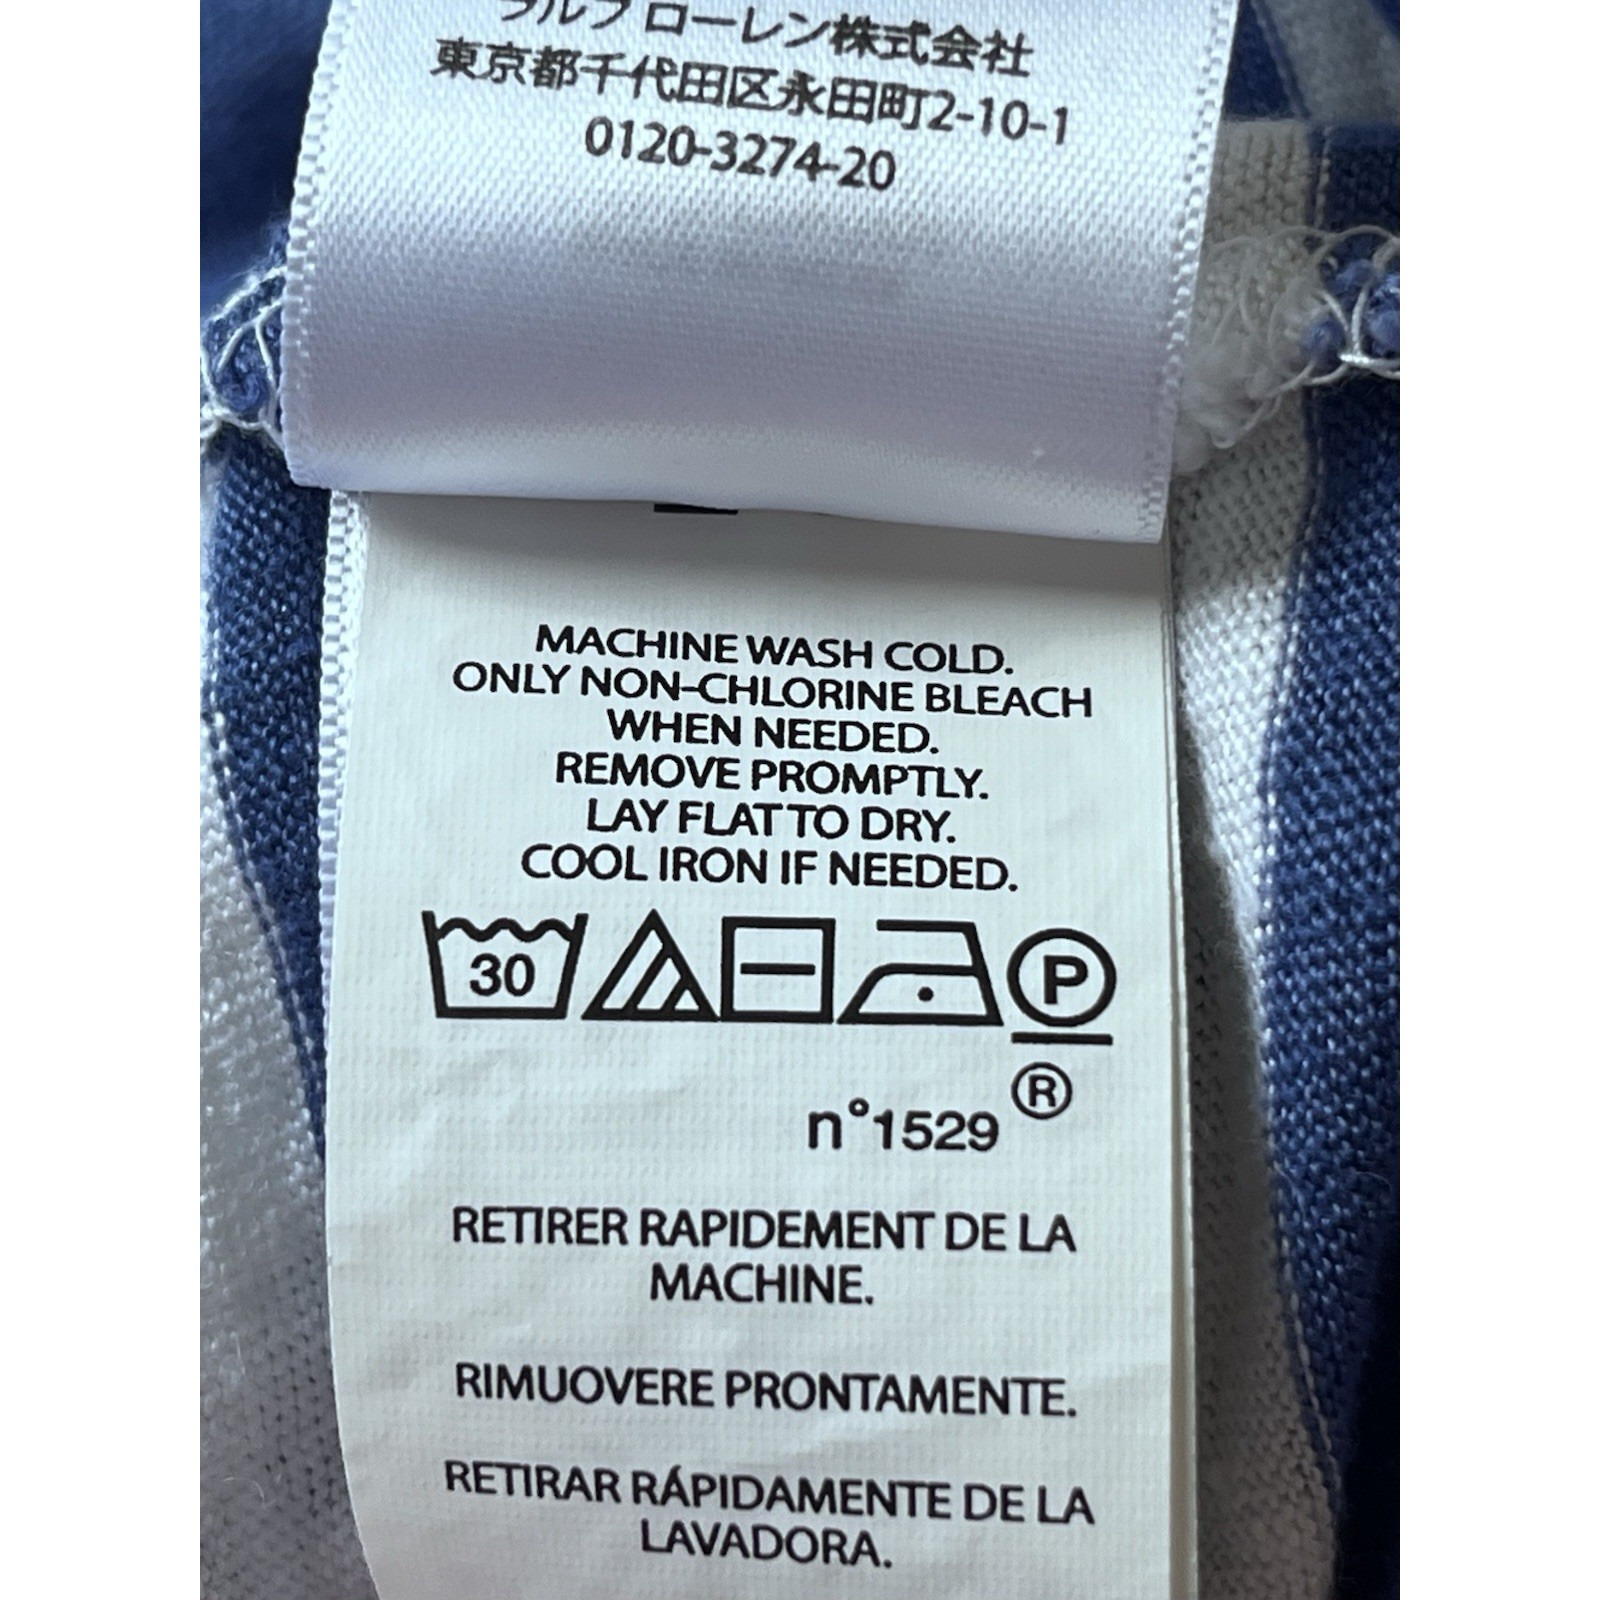 ラルフ ローレン株式会社
東京都千代田区永田町2-10-1
0120-3274-20
MACHINE WASH COLD.
ONLY NON-CHLORINE BLEACH
WHEN NEEDED.
REMOVE PROMPTLY.
LAY FLAT TO DRY.
COOL IRON IF NEEDED.
30 P
®
n°1529
RETIRER RAPIDEMENT DE LA
MACHINE.
RIMUOVERE PRONTAMENTE.
RETIRAR RÁPIDAMENTE DE LA
LAVADORA.